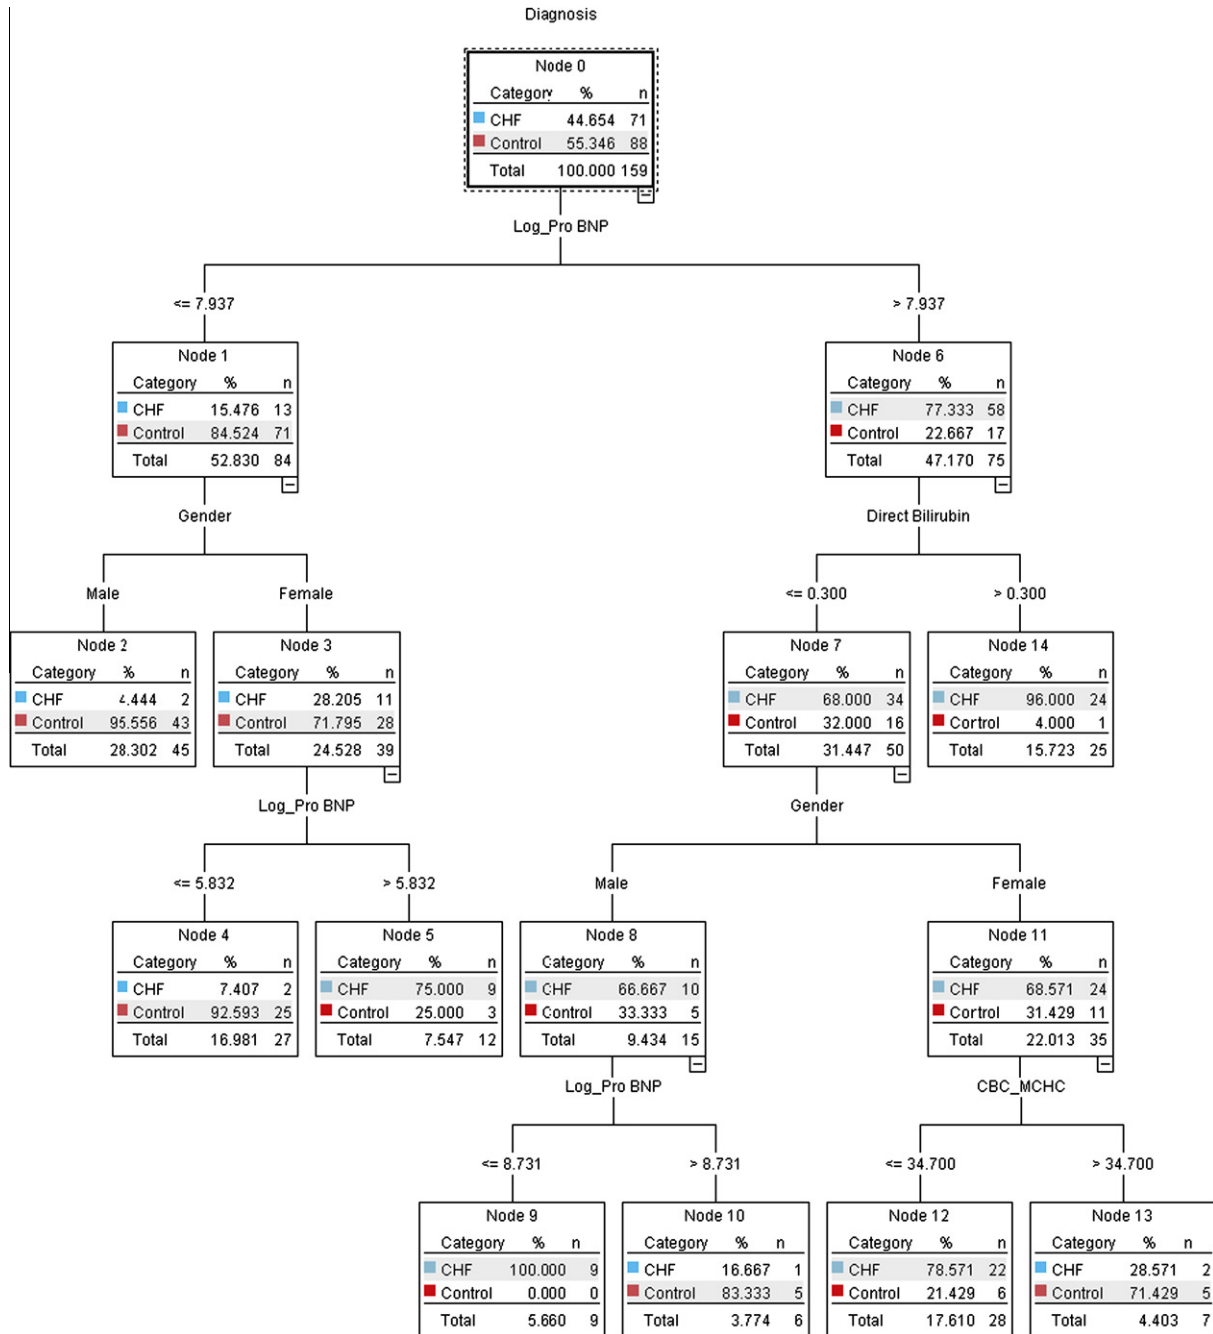 Diagnosis
Node 0
Category % n
CHF 44.654 71
Control 55.346 88
Total 100.000 159
Log_Pro BNP
<= 7.937
> 7.937
Node 1
Category % n
CHF 15.476 13
Control 84.524 71
Total 52.830 84
Node 6
Category % n
CHF 77.333 58
Control 22.667 17
Total 47.170 75
Gender
Direct Bilirubin
Male
Female
<= 0.300
> 0.300
Node 2
Category % n
CHF 4.444 2
Control 95.556 43
Total 28.302 45
Node 3
Category % n
CHF 28.205 11
Control 71.795 28
Total 24.528 39
Node 7
Category % n
CHF 68.000 34
Control 32.000 16
Total 31.447 50
Node 14
Category % n
CHF 96.000 24
Cortrol 4.000 1
Total 15.723 25
Log_Pro BNP
Gender
<= 5.832
> 5.832
Male
Female
Node 4
Category % n
CHF 7.407 2
Control 92.593 25
Total 16.981 27
Node 5
Category % n
CHF 75.000 9
Control 25.000 3
Total 7.547 12
Node 8
Category % n
CHF 66.667 10
Control 33.333 5
Total 9.434 15
Node 11
Category % n
CHF 68.571 24
Cortrol 31.429 11
Total 22.013 35
Log_Pro BNP
CBC_MCHC
<= 8.731
> 8.731
<= 34.700
> 34.700
Node 9
Category % n
CHF 100.000 9
Control 0.000 0
Total 5.660 9
Node 10
Category % n
CHF 16.667 1
Control 83.333 5
Total 3.774 6
Node 12
Category % n
CHF 78.571 22
Control 21.429 6
Total 17.610 28
Node 13
Category % n
CHF 28.571 2
Control 71.429 5
Total 4.403 7